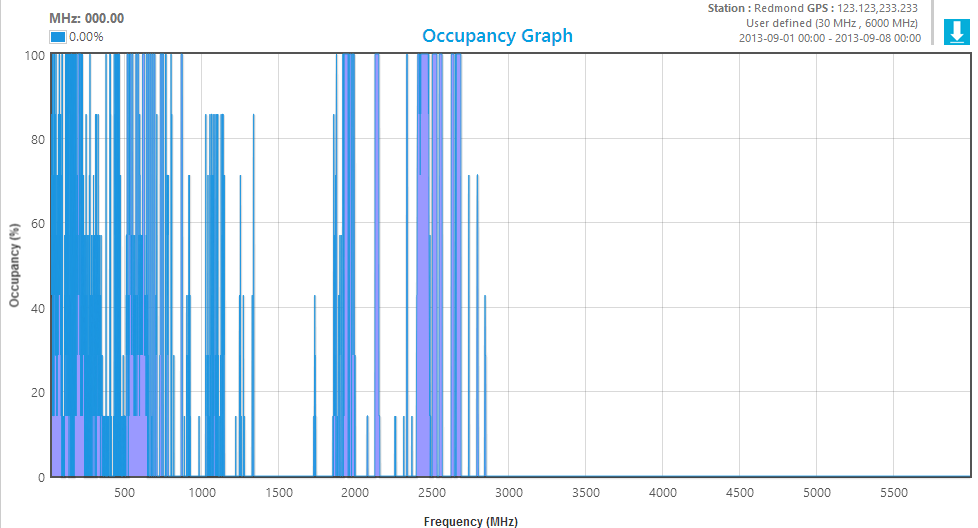 MHz: 000.00
0.00%
Occupancy Graph
Station : Redmond GPS : 123.123,233.233
User defined (30 MHz , 6000 MHz)
2013-09-01 00:00 - 2013-09-08 00:00
100
80
60
40
20
0
Occupancy (%)
500 1000 1500 2000 2500 3000 3500 4000 4500 5000 5500
Frequency (MHz)